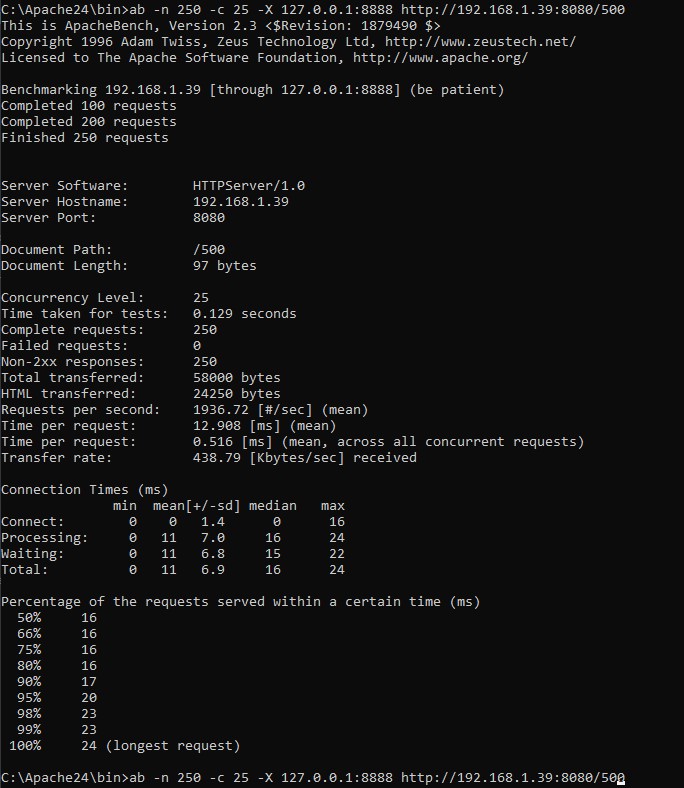 C:\Apache24\bin>ab -n 250 -c 25 -X 127.0.0.1:8888 http://192.168.1.39:8080/500
This is ApacheBench, Version 2.3 <$Revision: 1879490 $>
Copyright 1996 Adam Twiss, Zeus Technology Ltd, http://www.zeustech.net/
Licensed to The Apache Software Foundation, http://www.apache.org/
Benchmarking 192.168.1.39 [through 127.0.0.1:8888] (be patient)
Completed 100 requests
Completed 200 requests
Finished 250 requests
Server Software:        HTTPServer/1.0
Server Hostname:        192.168.1.39
Server Port:            8080
Document Path:          /500
Document Length:        97 bytes
Concurrency Level:      25
Time taken for tests:   0.129 seconds
Complete requests:      250
Failed requests:        0
Non-2xx responses:      250
Total transferred:      58000 bytes
HTML transferred:       24250 bytes
Requests per second:    1936.72 [#/sec] (mean)
Time per request:       12.908 [ms] (mean)
Time per request:       0.516 [ms] (mean, across all concurrent requests)
Transfer rate:          438.79 [Kbytes/sec] received
Connection Times (ms)
              min  mean[+/-sd] median   max
Connect:        0    0   1.4      0      16
Processing:     0   11   7.0     16      24
Waiting:        0   11   6.8     15      22
Total:          0   11   6.9     16      24
Percentage of the requests served within a certain time (ms)
  50%     16
  66%     16
  75%     16
  80%     16
  90%     17
  95%     20
  98%     23
  99%     23
 100%     24 (longest request)
C:\Apache24\bin>ab -n 250 -c 25 -X 127.0.0.1:8888 http://192.168.1.39:8080/500